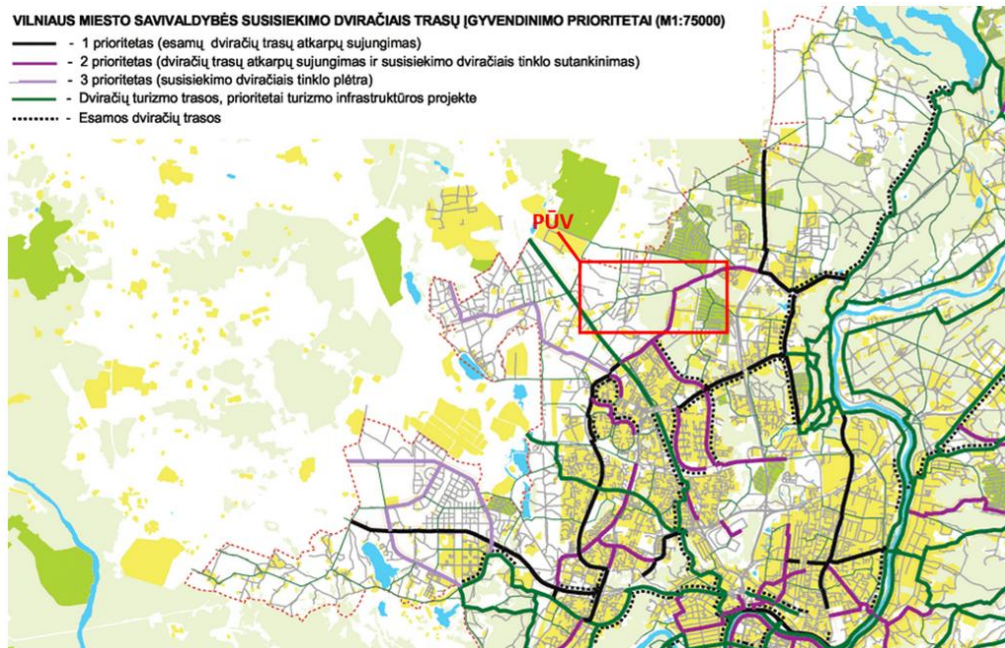 VILNIAUS MIESTO SAVIVALDYBĖS SUSISIEKIMO DVIRAČIAIS TRASŲ ĮGYVENDINIMO PRIORITETAI (M1:75000)
- 1 prioritetas (esamų dviračių trasų atkarpų sujungimas)
- 2 prioritetas (dviračių trasų atkarpų sujungimas ir susisiekimo dviračiais tinklo sutankinimas)
- 3 prioritetas (susisiekimo dviračiais tinklo plėtra)
- Dviračių turizmo trasos, prioritetai turizmo infrastruktūros projekte
- Esamos dviračių trasos
PŪV